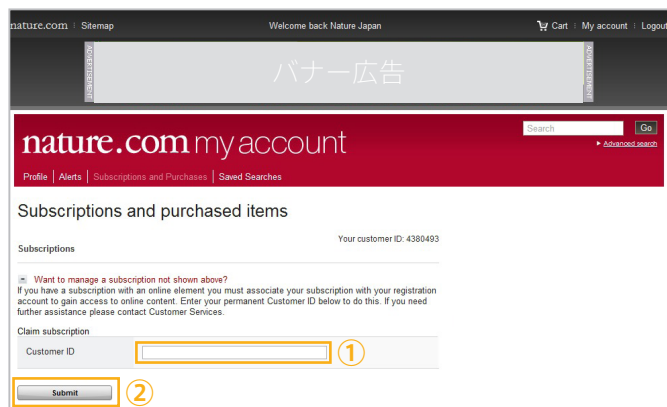 nature.com : Sitemap Welcome back Nature Japan Cart : My account : Logout
ADVERTISEMENT バナー広告 ADVERTISEMENT
nature.com my account Search Go
Advanced search
Profile | Alerts | Subscriptions and Purchases | Saved Searches
Subscriptions and purchased items
Your customer ID: 4380493
Subscriptions
Want to manage a subscription not shown above?
If you have a subscription with an online element you must associate your subscription with your registration
account to gain access to online content. Enter your permanent Customer ID below to do this. If you need
further assistance please contact Customer Services.
Claim subscription
Customer ID ①
Submit ②